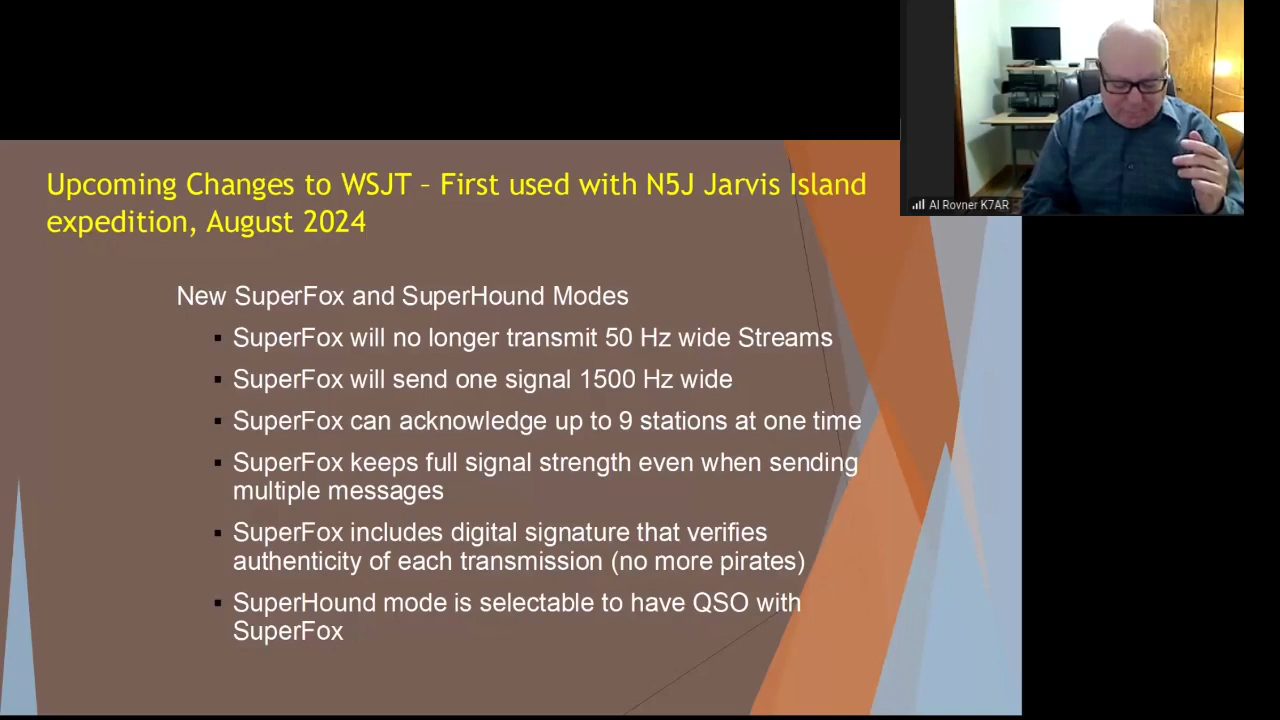 Upcoming Changes to WSJT – First used with N5J Jarvis Island
expedition, August 2024
Al Rovner K7AR
New SuperFox and SuperHound Modes
▪ SuperFox will no longer transmit 50 Hz wide Streams
▪ SuperFox will send one signal 1500 Hz wide
▪ SuperFox can acknowledge up to 9 stations at one time
▪ SuperFox keeps full signal strength even when sending
multiple messages
▪ SuperFox includes digital signature that verifies
authenticity of each transmission (no more pirates)
▪ SuperHound mode is selectable to have QSO with
SuperFox